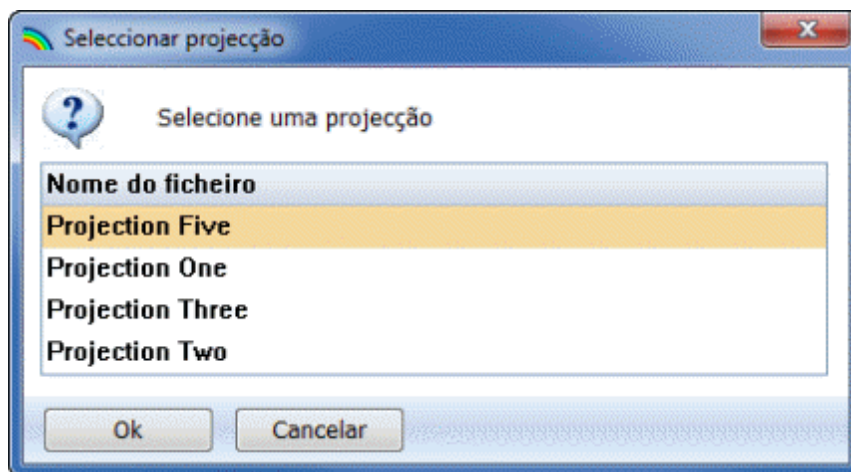 Seleccionar projecção
Selecione uma projecção
Nome do ficheiro
Projection Five
Projection One
Projection Three
Projection Two
Ok Cancelar